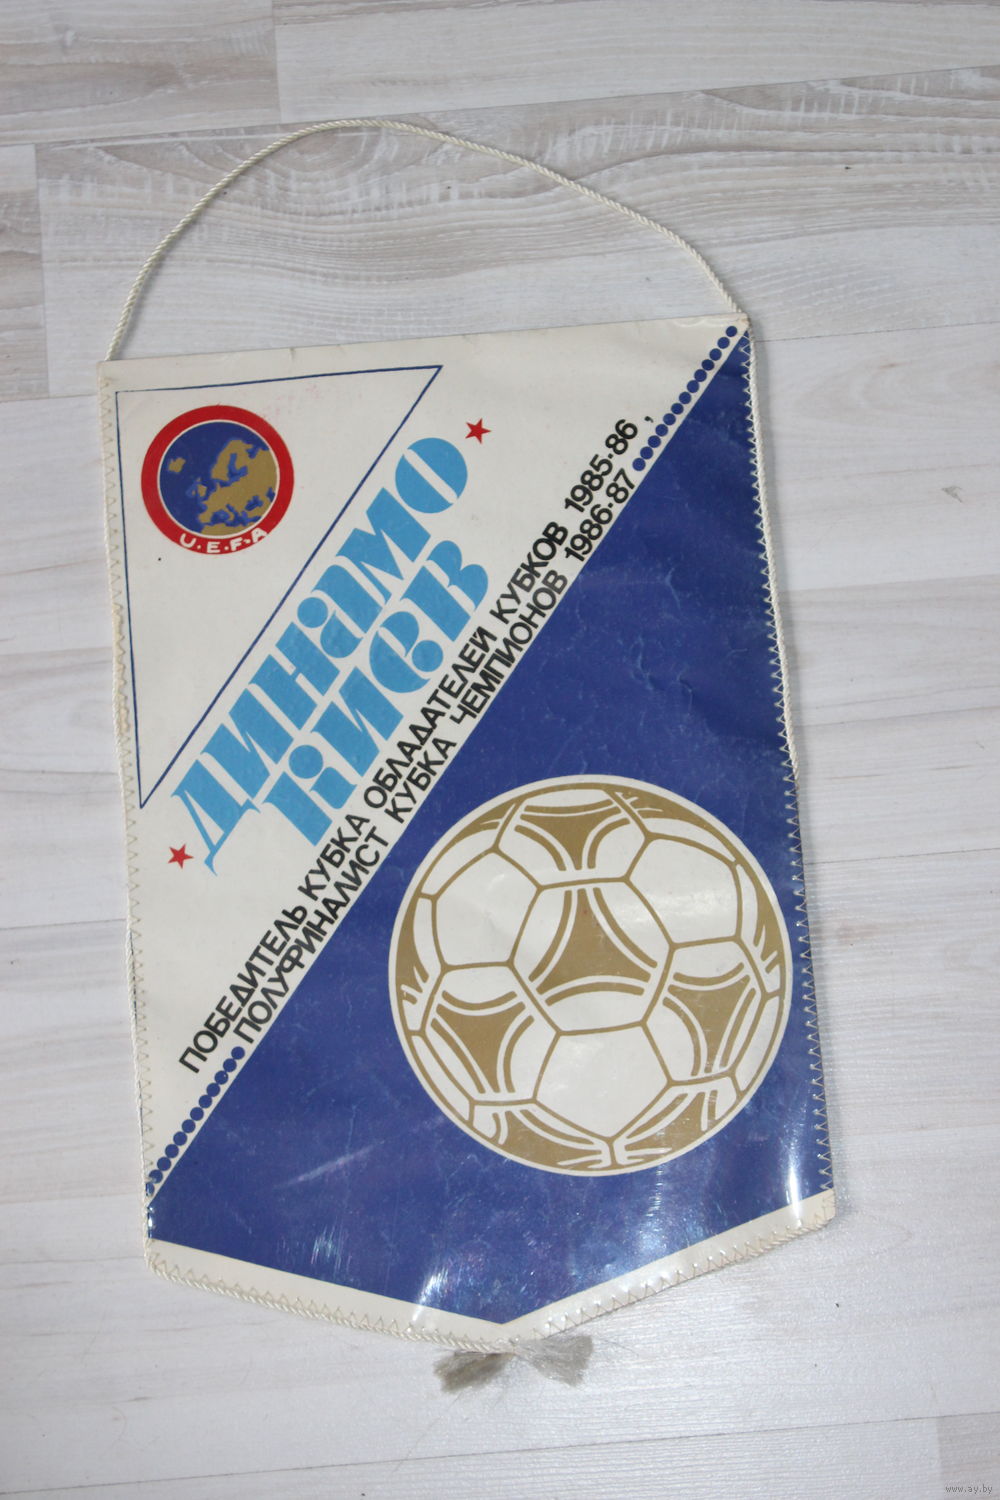 U.E.F.A
ДИНАМО
КИЕВ
ПОБЕДИТЕЛЬ КУБКА ОБЛАДАТЕЛЕЙ КУБКОВ 1985·86,
ПОЛУФИНАЛИСТ КУБКА ЧЕМПИОНОВ 1986·87
www.ay.by